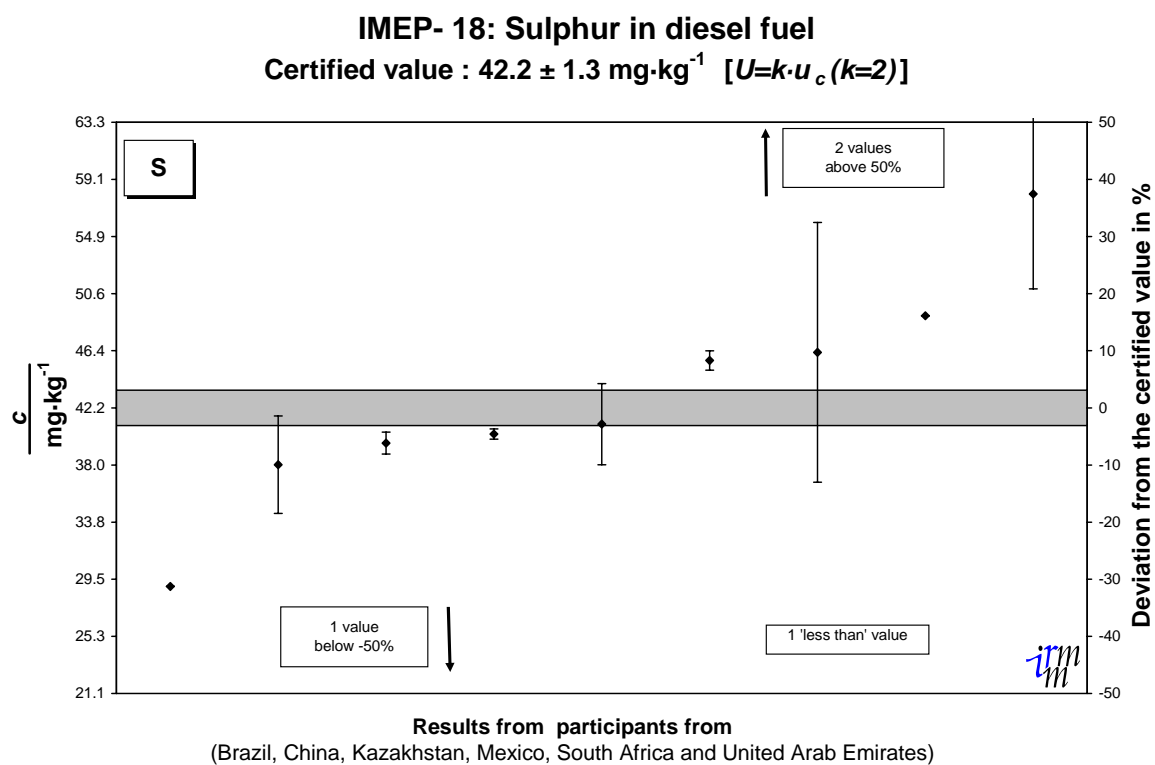 IMEP- 18: Sulphur in diesel fuel
Certified value : 42.2 ± 1.3 mg·kg⁻¹ [U=k·u c (k=2)]
63.3
59.1
54.9
50.6
46.4
42.2
38.0
33.8
29.5
25.3
21.1
c
mg·kg⁻¹
S
2 values
above 50%
1 value
below -50%
1 'less than' value
irmm
50
40
30
20
10
0
-10
-20
-30
-40
-50
Deviation from the certified value in %
Results from participants from
(Brazil, China, Kazakhstan, Mexico, South Africa and United Arab Emirates)